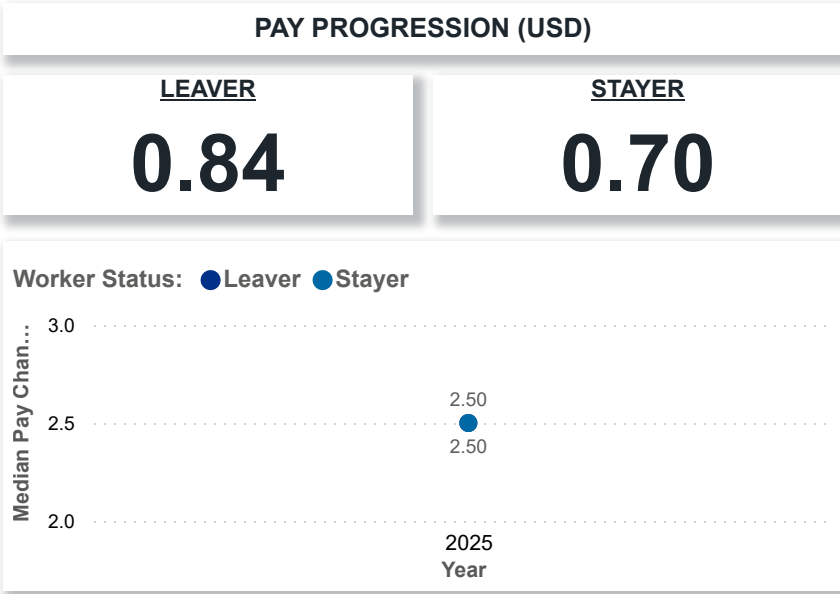 PAY PROGRESSION (USD)
LEAVER
0.84
STAYER
0.70
Worker Status: Leaver Stayer
Median Pay Chan...
3.0
2.5
2.0
2.50
2.50
2025
Year